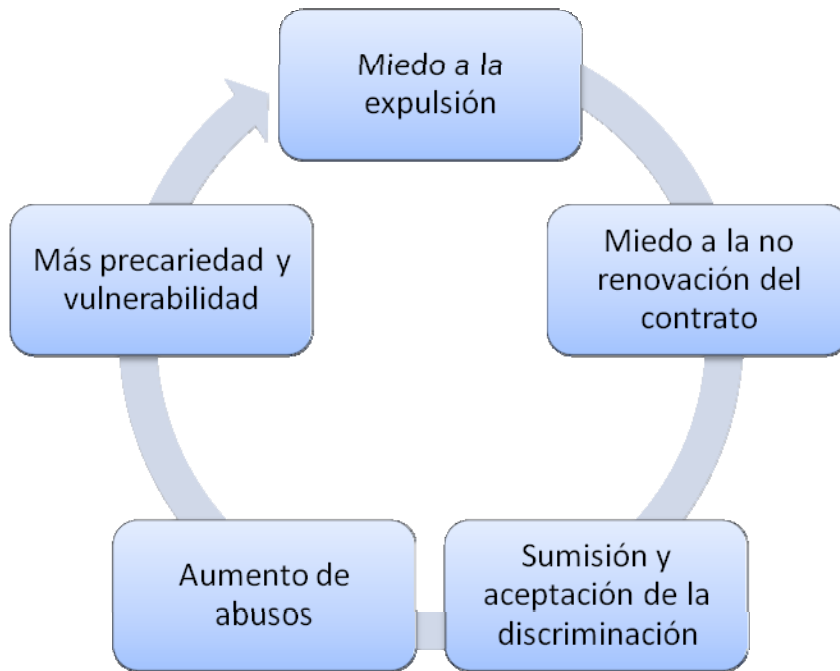 Miedo a la
expulsión
Miedo a la no
renovación del
contrato
Sumisión y
aceptación de la
discriminación
Aumento de
abusos
Más precariedad y
vulnerabilidad